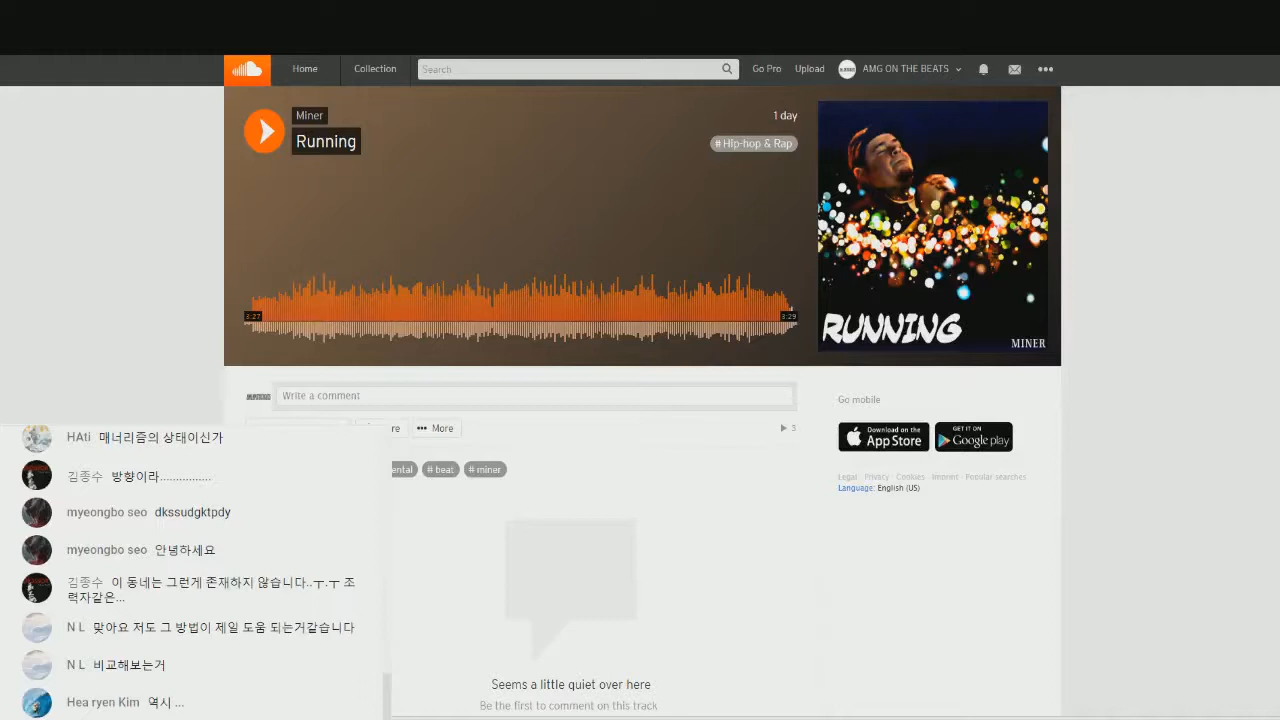 Home
Collection
Search
Go Pro
Upload
AMG ON THE BEATS
Miner
Running
1 day
# Hip-hop & Rap
3:27
3:29
RUNNING
MINER
Write a comment
re
••• More
3
ental
# beat
# miner
Go mobile
Download on the
App Store
GET IT ON
Google play
Legal Privacy Cookies Imprint Popular searches
Language: English (US)
Seems a little quiet over here
Be the first to comment on this track
HAti 매너리즘의 상태이신가
김종수 방향이라...............
myeongbo seo dkssudgktpdy
myeongbo seo 안녕하세요
김종수 이 동네는 그런게 존재하지 않습니다..ㅜ.ㅜ 조
력자같은...
N L 맞아요 저도 그 방법이 제일 도움 되는거같습니다
N L 비교해보는거
Hea ryen Kim 역시 ...